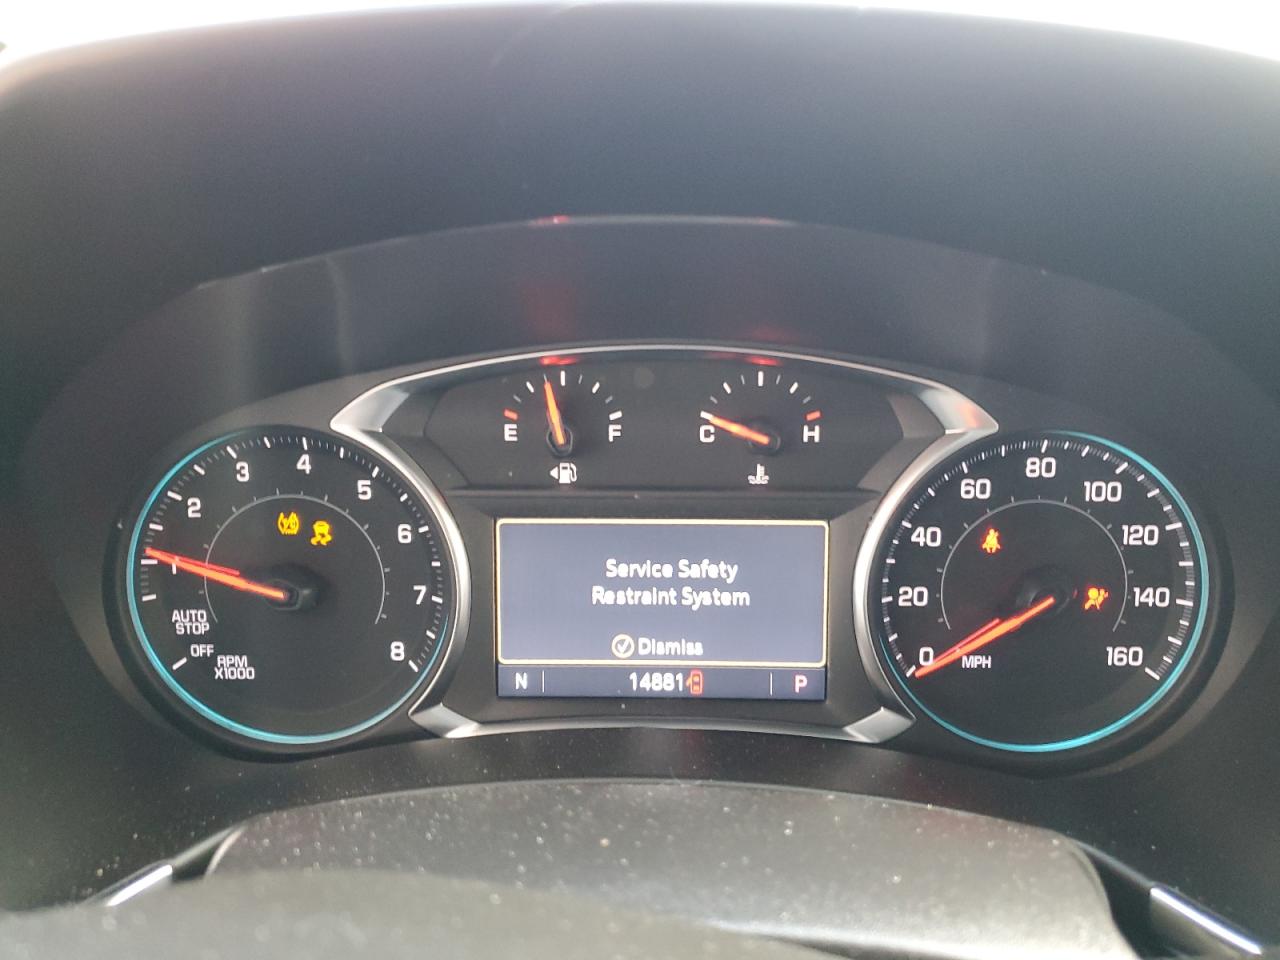 E F
C H
1 2 3 4 5 6 7 8
AUTO
STOP
OFF
RPM
X1000
Service Safety
Restraint System
Dismiss
N 14881 P
0 20 40 60 80 100 120 140 160
MPH